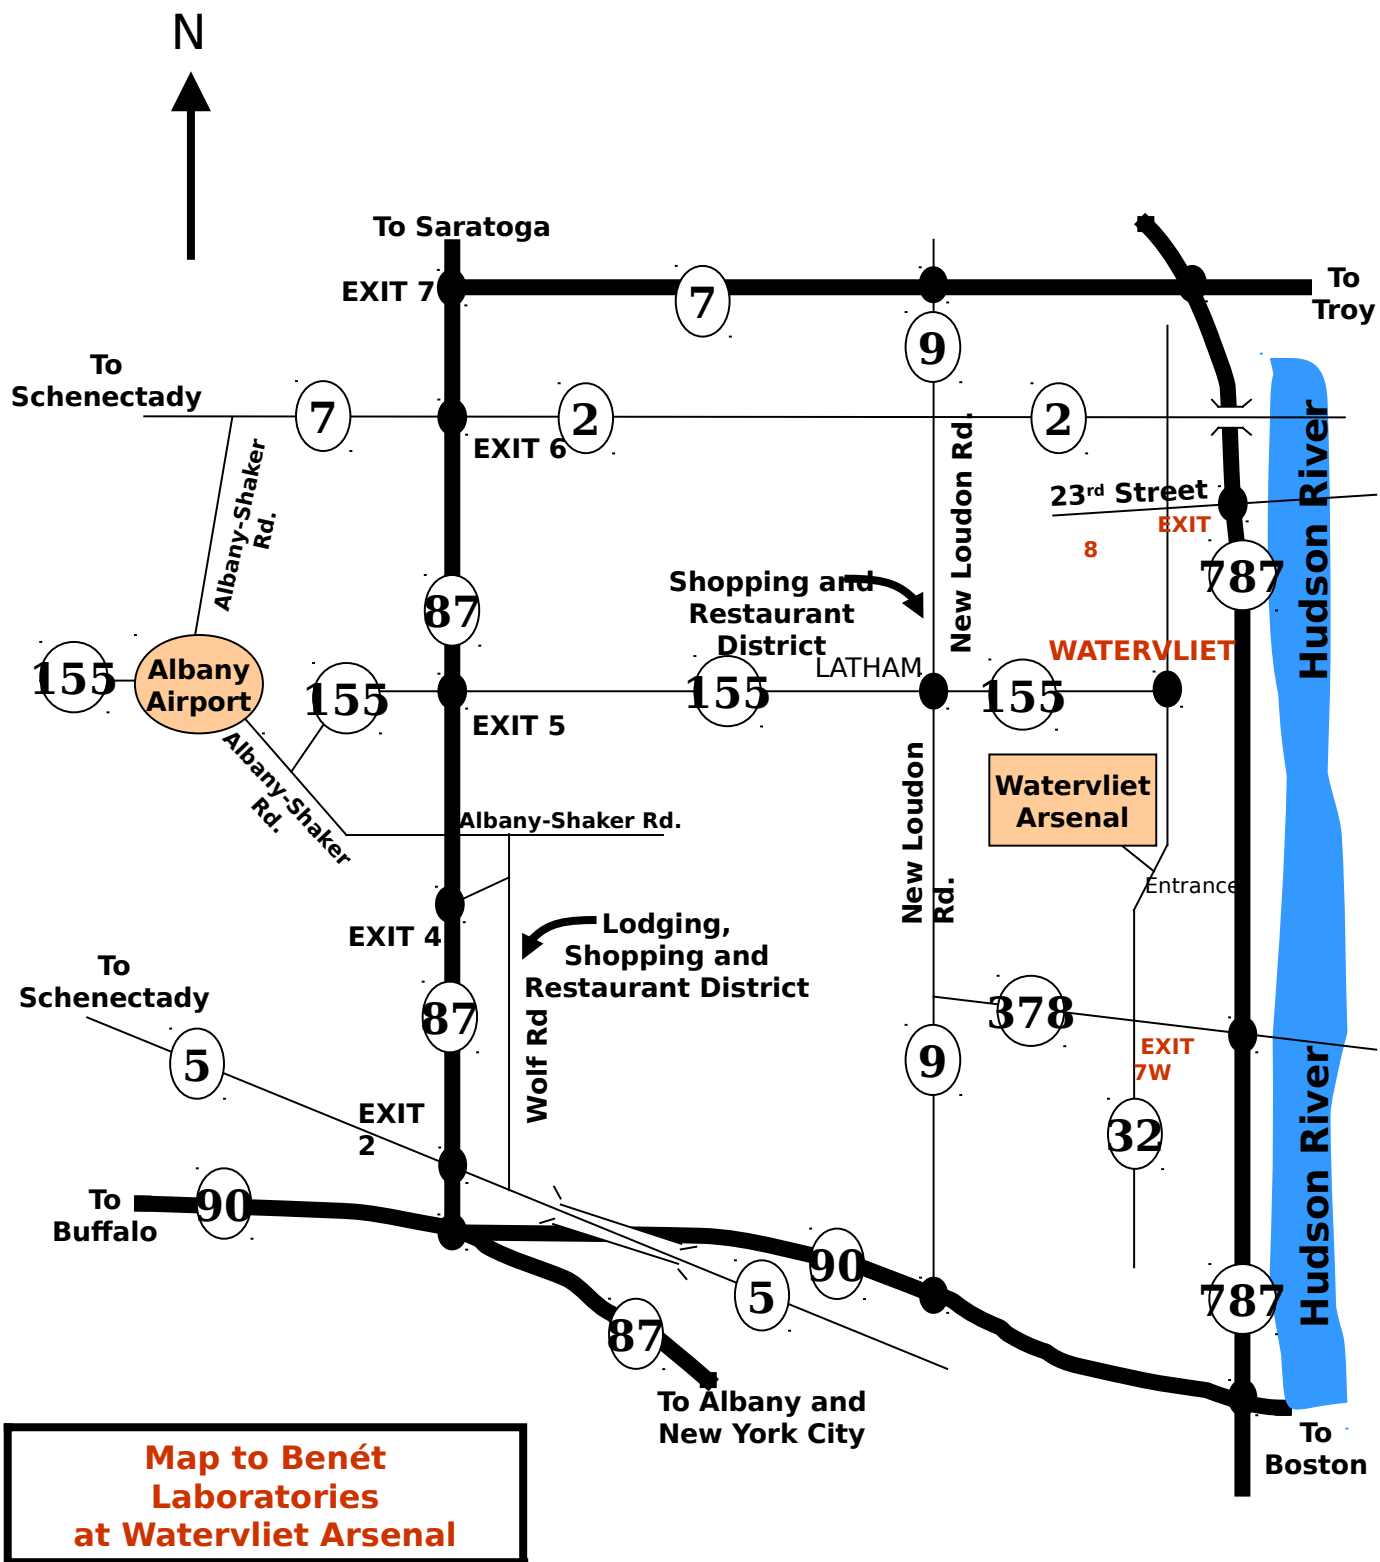 N
To Saratoga
EXIT 7
7
To
Troy
9
To
Schenectady
7
2
2
EXIT 6
Albany-Shaker
Rd.
New Loudon Rd.
23rd Street
EXIT
8
Hudson River
787
87
Shopping and
Restaurant
District
LATHAM
WATERVLIET
155
Albany
Airport
155
155
155
EXIT 5
Albany-Shaker
Rd.
Albany-Shaker Rd.
New Loudon
Rd.
Watervliet
Arsenal
Entrance
EXIT 4
Lodging,
Shopping and
Restaurant District
To
Schenectady
87
378
5
Wolf Rd
9
EXIT
7W
EXIT
2
32
Hudson River
To
Buffalo
90
90
5
787
87
To Albany and
New York City
To
Boston
Map to Benét
Laboratories
at Watervliet Arsenal